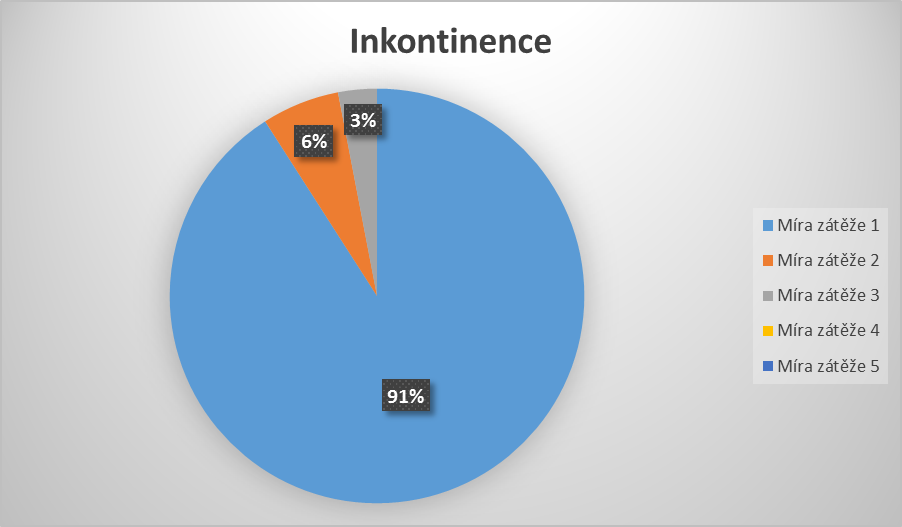 Inkontinence
3%
6%
91%
Míra zátěže 1
Míra zátěže 2
Míra zátěže 3
Míra zátěže 4
Míra zátěže 5